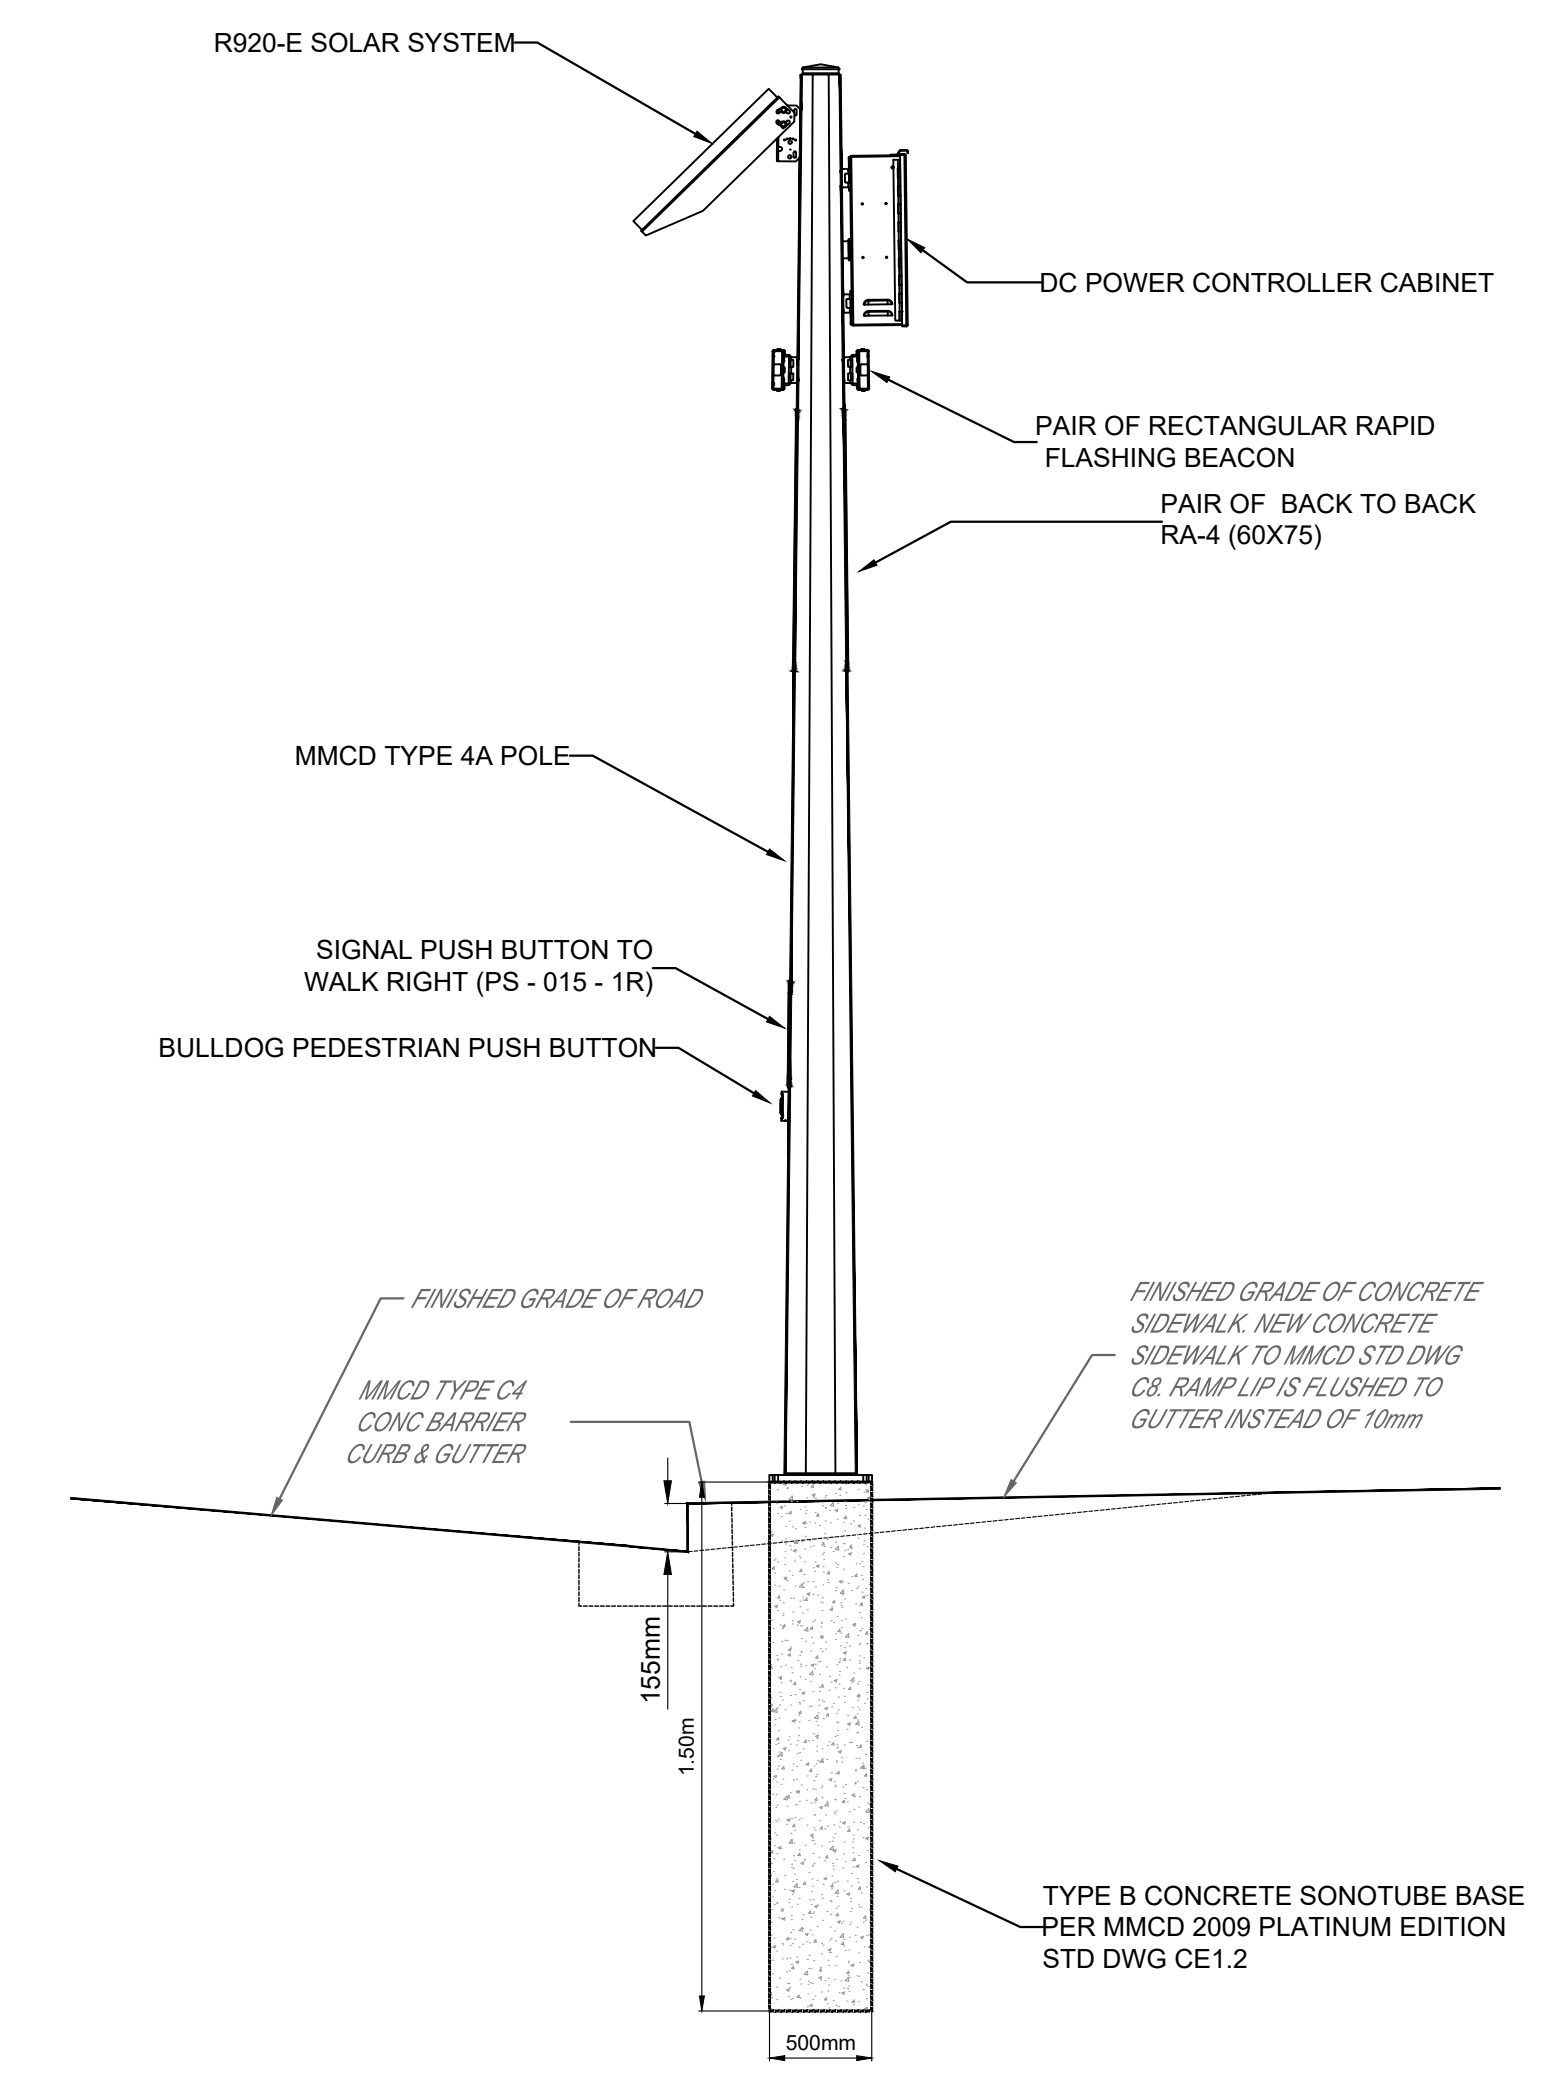 R920-E SOLAR SYSTEM
DC POWER CONTROLLER CABINET
PAIR OF RECTANGULAR RAPID
FLASHING BEACON
PAIR OF BACK TO BACK
RA-4 (60X75)
MMCD TYPE 4A POLE
SIGNAL PUSH BUTTON TO
WALK RIGHT (PS - 015 - 1R)
BULLDOG PEDESTRIAN PUSH BUTTON
FINISHED GRADE OF ROAD
MMCD TYPE C4
CONC BARRIER
CURB & GUTTER
FINISHED GRADE OF CONCRETE
SIDEWALK. NEW CONCRETE
SIDEWALK TO MMCD STD DWG
C8. RAMP LIP IS FLUSHED TO
GUTTER INSTEAD OF 10mm
155mm
1.50m
TYPE B CONCRETE SONOTUBE BASE
PER MMCD 2009 PLATINUM EDITION
STD DWG CE1.2
500mm